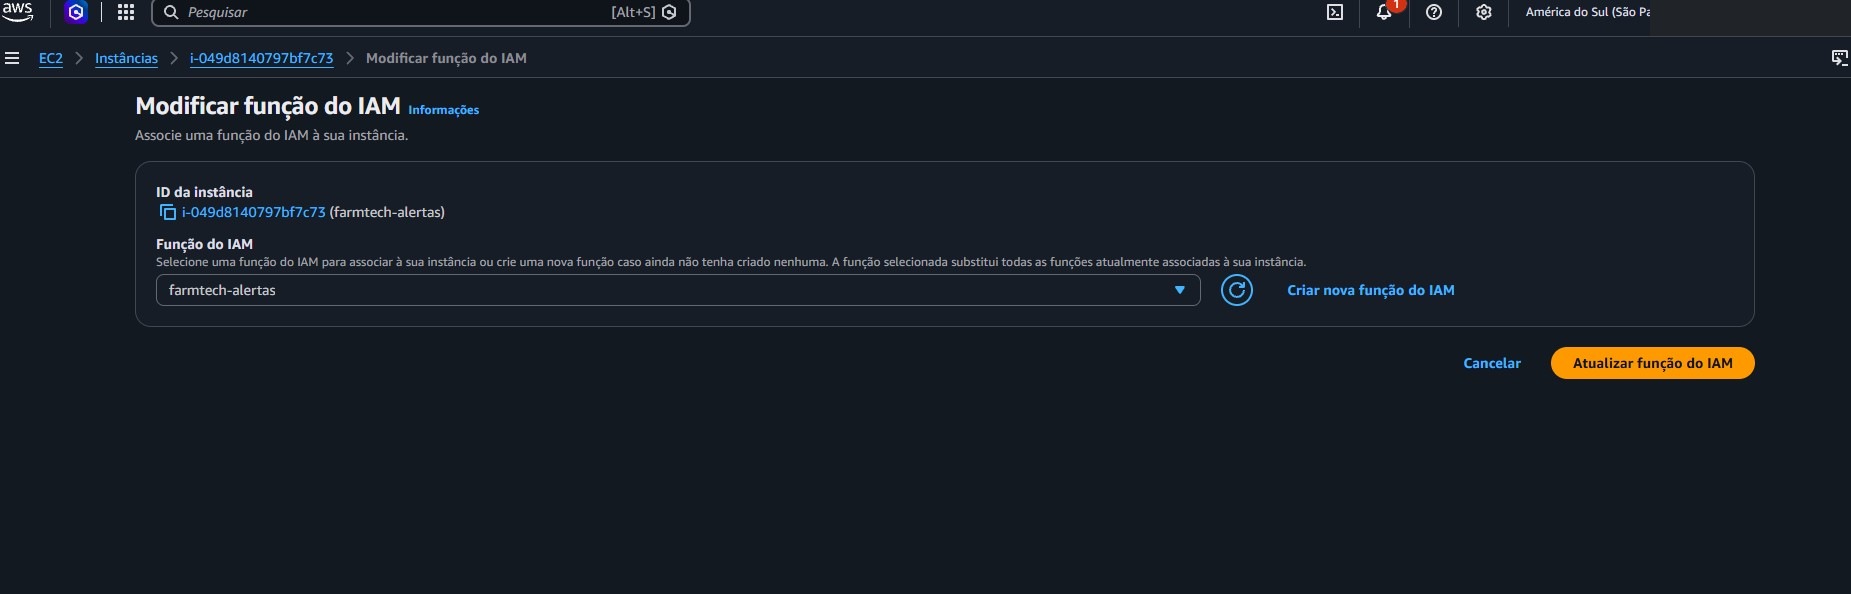 aws
Pesquisar [Alt+S] 1 América do Sul (São Pa
EC2 Instâncias i-049d8140797bf7c73 Modificar função do IAM
Modificar função do IAM Informações
Associe uma função do IAM à sua instância.
ID da instância
i-049d8140797bf7c73 (farmtech-alertas)
Função do IAM
Selecione uma função do IAM para associar à sua instância ou crie uma nova função caso ainda não tenha criado nenhuma. A função selecionada substitui todas as funções atualmente associadas à sua instância.
farmtech-alertas Criar nova função do IAM
Cancelar Atualizar função do IAM